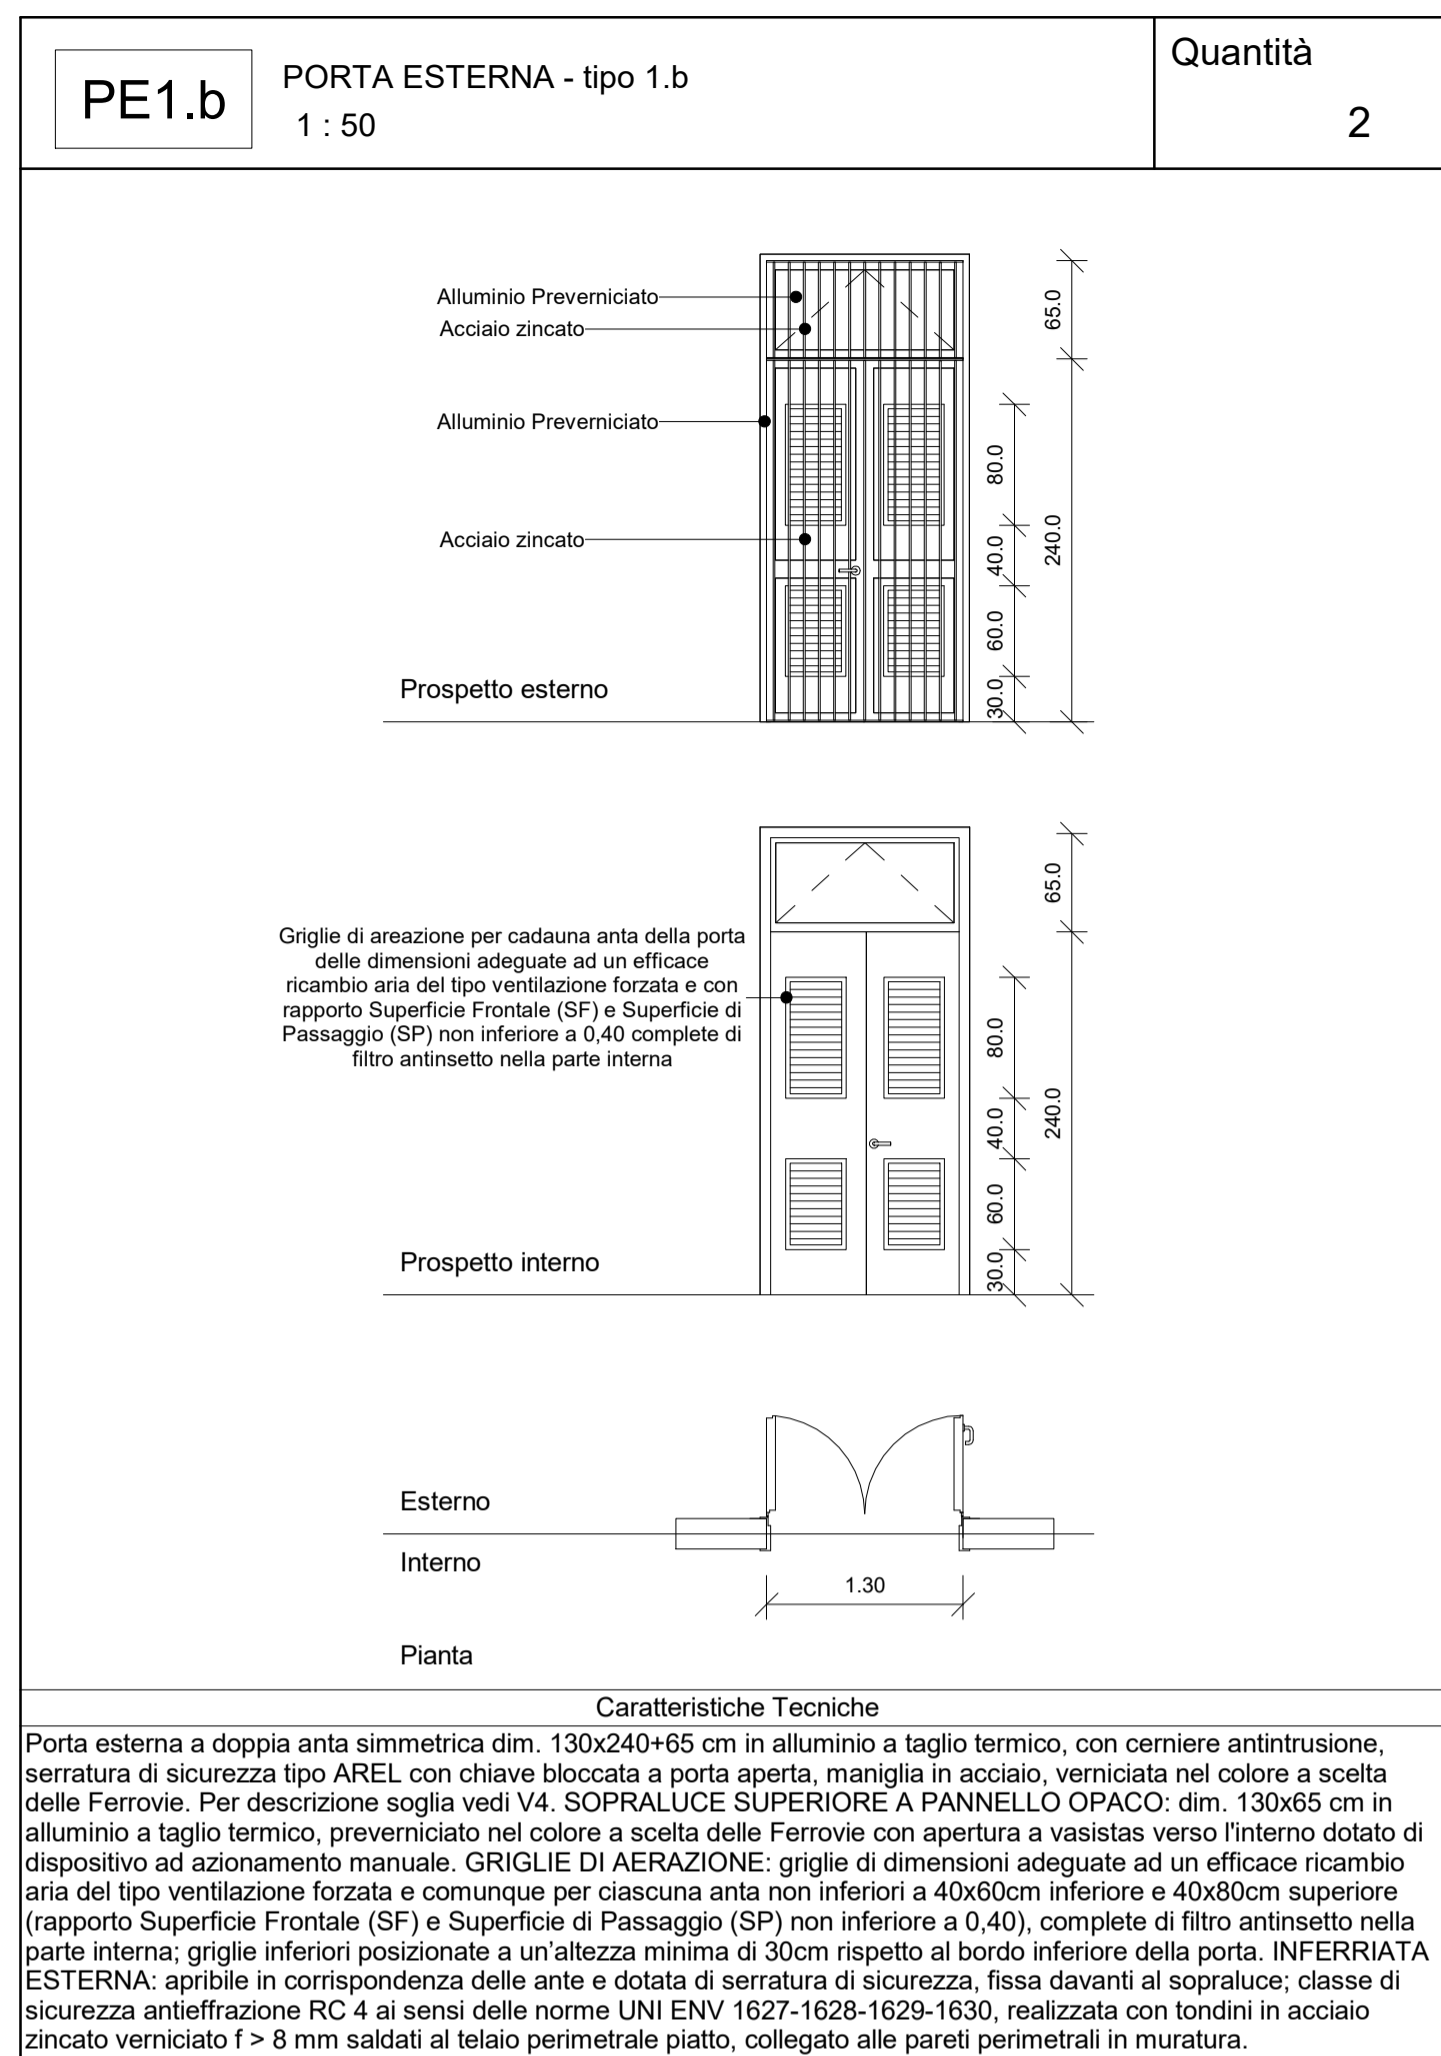 PE1.b
PORTA ESTERNA - tipo 1.b
1 : 50
Quantità
2
Alluminio Preverniciato
Acciaio zincato
Alluminio Preverniciato
Acciaio zincato
65.0
240.0
80.0
40.0
60.0
30.0
Prospetto esterno
Griglie di areazione per cadauna anta della porta
delle dimensioni adeguate ad un efficace
ricambio aria del tipo ventilazione forzata e con
rapporto Superficie Frontale (SF) e Superficie di
Passaggio (SP) non inferiore a 0,40 complete di
filtro antinsetto nella parte interna
65.0
240.0
80.0
40.0
60.0
30.0
Prospetto interno
Esterno
Interno
1.30
Pianta
Caratteristiche Tecniche
Porta esterna a doppia anta simmetrica dim. 130x240+65 cm in alluminio a taglio termico, con cerniere antintrusione,
serratura di sicurezza tipo AREL con chiave bloccata a porta aperta, maniglia in acciaio, verniciata nel colore a scelta
delle Ferrovie. Per descrizione soglia vedi V4. SOPRALUCE SUPERIORE A PANNELLO OPACO: dim. 130x65 cm in
alluminio a taglio termico, preverniciato nel colore a scelta delle Ferrovie con apertura a vasistas verso l'interno dotato di
dispositivo ad azionamento manuale. GRIGLIE DI AERAZIONE: griglie di dimensioni adeguate ad un efficace ricambio
aria del tipo ventilazione forzata e comunque per ciascuna anta non inferiori a 40x60cm inferiore e 40x80cm superiore
(rapporto Superficie Frontale (SF) e Superficie di Passaggio (SP) non inferiore a 0,40), complete di filtro antinsetto nella
parte interna; griglie inferiori posizionate a un’altezza minima di 30cm rispetto al bordo inferiore della porta. INFERRIATA
ESTERNA: apribile in corrispondenza delle ante e dotata di serratura di sicurezza, fissa davanti al sopraluce; classe di
sicurezza antieffrazione RC 4 ai sensi delle norme UNI ENV 1627-1628-1629-1630, realizzata con tondini in acciaio
zincato verniciato f > 8 mm saldati al telaio perimetrale piatto, collegato alle pareti perimetrali in muratura.